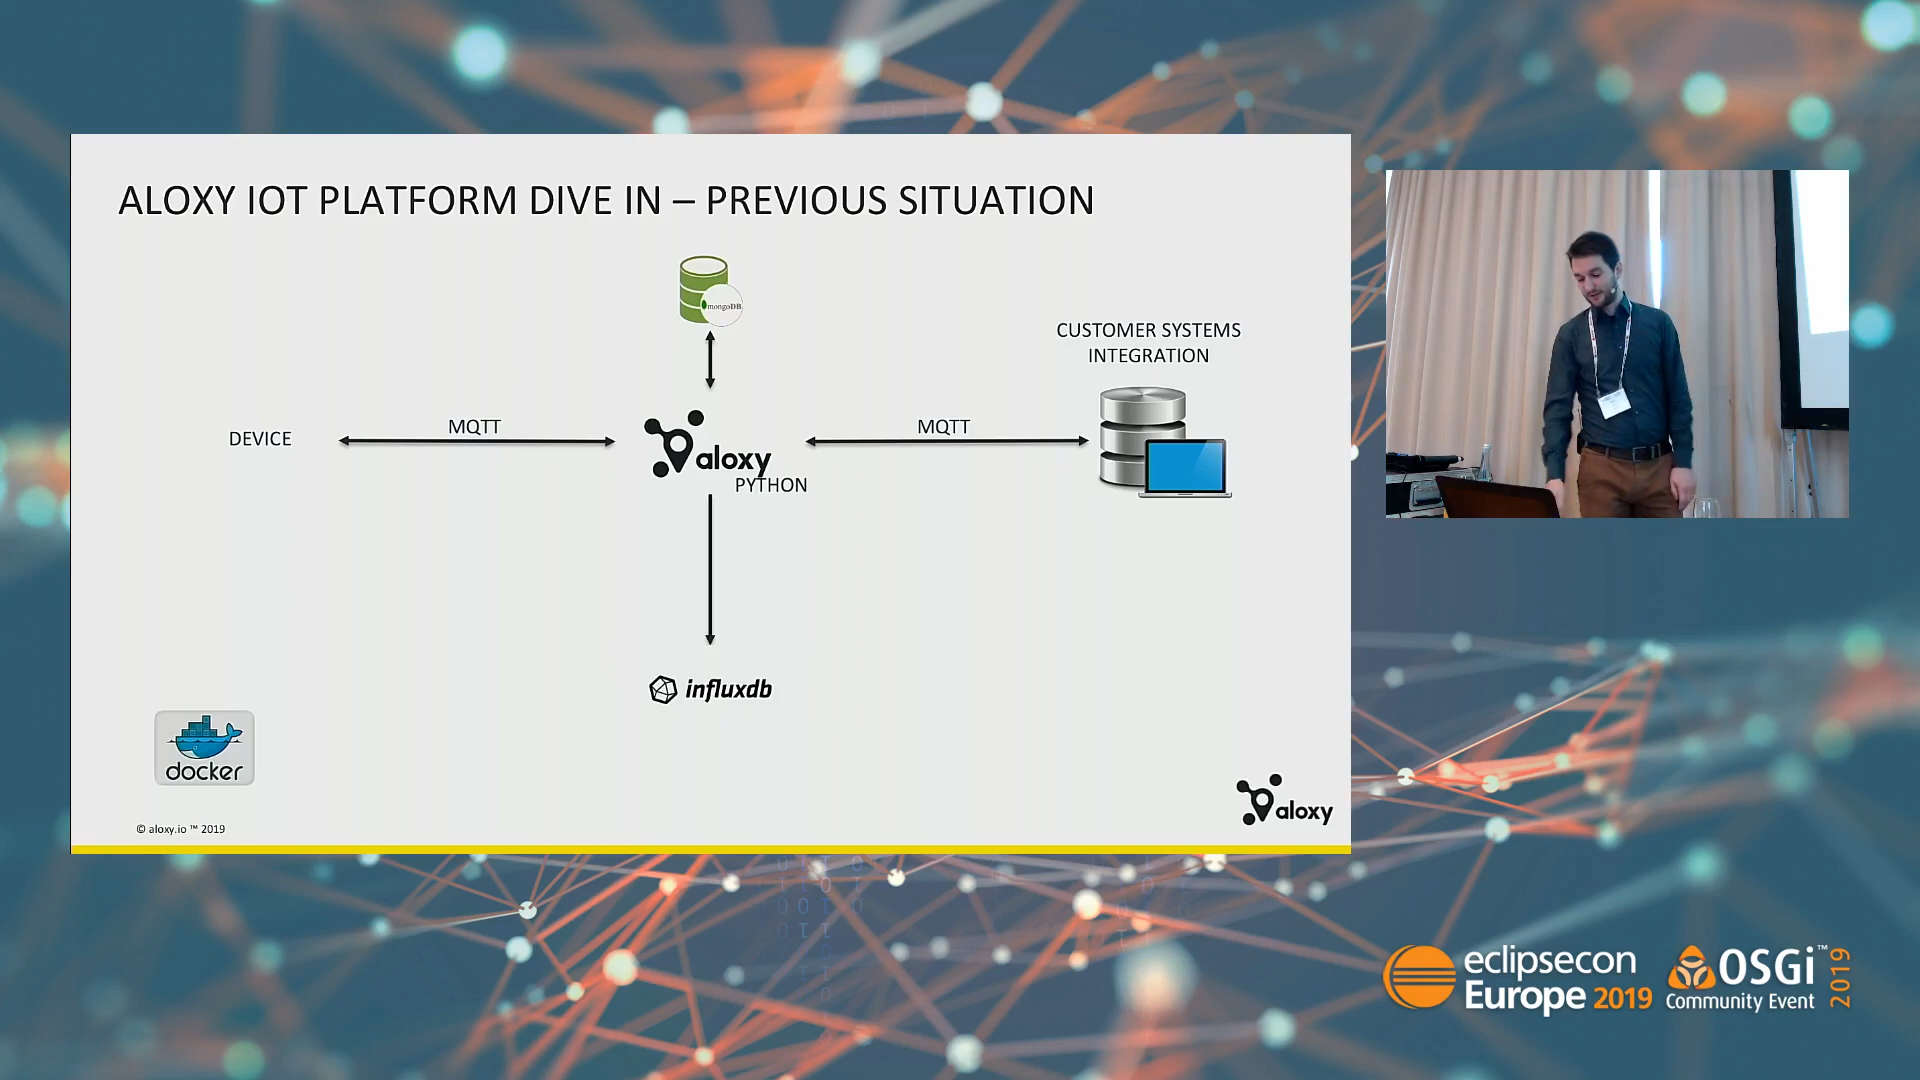 ALOXY IOT PLATFORM DIVE IN – PREVIOUS SITUATION
mongoDB
CUSTOMER SYSTEMS
INTEGRATION
DEVICE
MQTT
aloxy
PYTHON
MQTT
influxdb
docker
aloxy
© aloxy.io ™ 2019
eclipsecon
Europe 2019
OSGi™
Community Event
2019